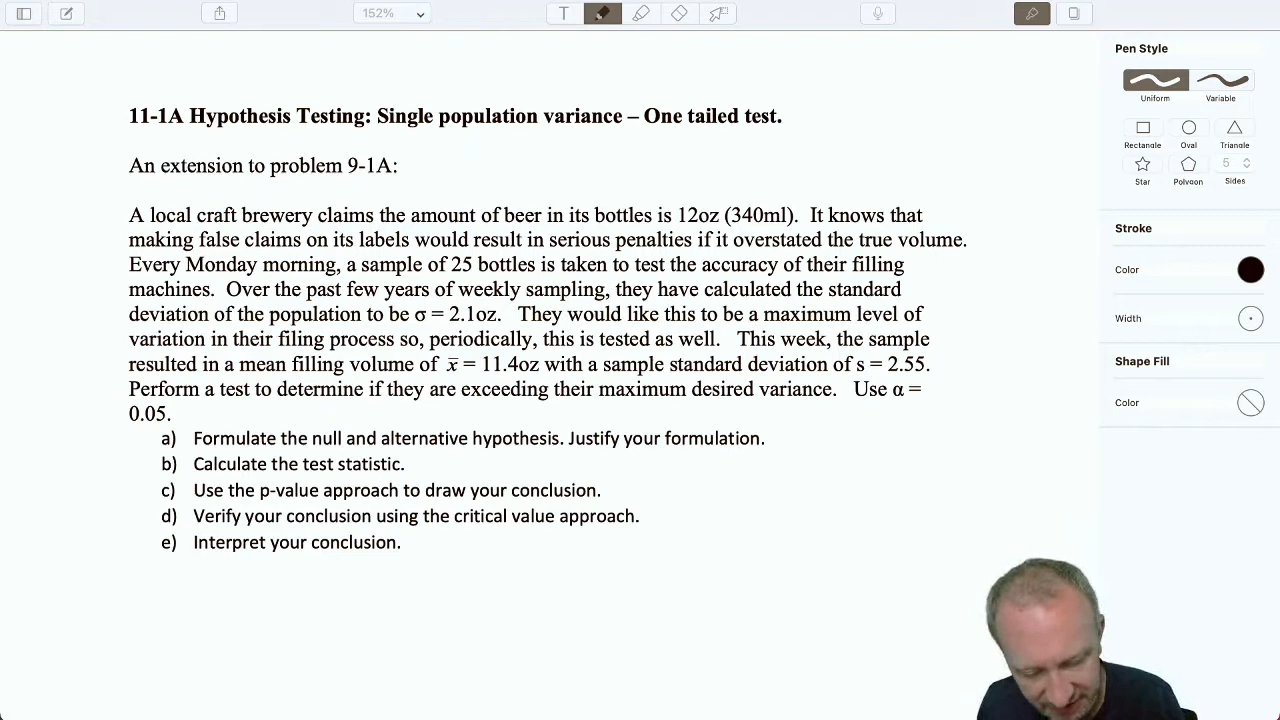 152%
T
Pen Style
Uniform
Variable
Rectangle
Oval
Triangle
Star
Polygon
5
Sides
Stroke
Color
Width
Shape Fill
Color
11-1A Hypothesis Testing: Single population variance – One tailed test.
An extension to problem 9-1A:
A local craft brewery claims the amount of beer in its bottles is 12oz (340ml). It knows that
making false claims on its labels would result in serious penalties if it overstated the true volume.
Every Monday morning, a sample of 25 bottles is taken to test the accuracy of their filling
machines. Over the past few years of weekly sampling, they have calculated the standard
deviation of the population to be σ = 2.1oz. They would like this to be a maximum level of
variation in their filing process so, periodically, this is tested as well. This week, the sample
resulted in a mean filling volume of x̅ = 11.4oz with a sample standard deviation of s = 2.55.
Perform a test to determine if they are exceeding their maximum desired variance. Use α =
0.05.
a) Formulate the null and alternative hypothesis. Justify your formulation.
b) Calculate the test statistic.
c) Use the p-value approach to draw your conclusion.
d) Verify your conclusion using the critical value approach.
e) Interpret your conclusion.